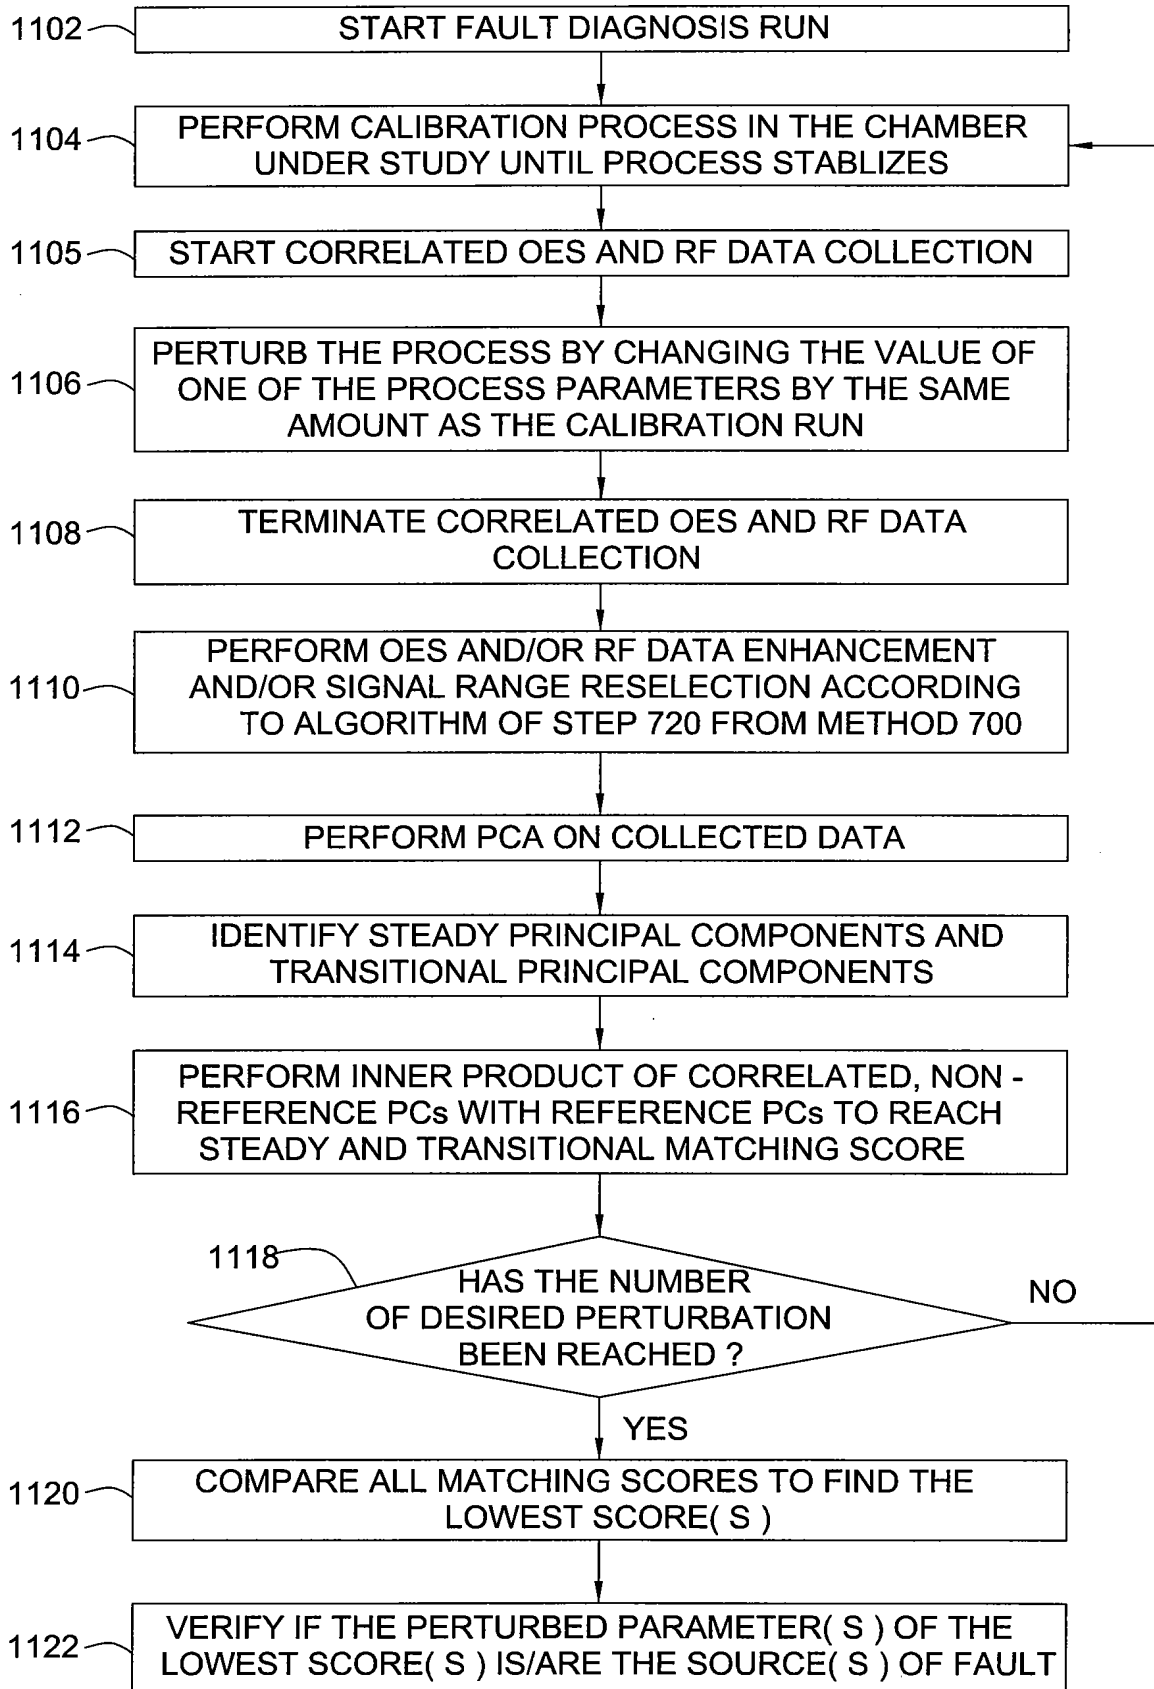 1102
START FAULT DIAGNOSIS RUN
1104
PERFORM CALIBRATION PROCESS IN THE CHAMBER
UNDER STUDY UNTIL PROCESS STABLIZES
1105
START CORRELATED OES AND RF DATA COLLECTION
1106
PERTURB THE PROCESS BY CHANGING THE VALUE OF
ONE OF THE PROCESS PARAMETERS BY THE SAME
AMOUNT AS THE CALIBRATION RUN
1108
TERMINATE CORRELATED OES AND RF DATA
COLLECTION
1110
PERFORM OES AND/OR RF DATA ENHANCEMENT
AND/OR SIGNAL RANGE RESELECTION ACCORDING
TO ALGORITHM OF STEP 720 FROM METHOD 700
1112
PERFORM PCA ON COLLECTED DATA
1114
IDENTIFY STEADY PRINCIPAL COMPONENTS AND
TRANSITIONAL PRINCIPAL COMPONENTS
1116
PERFORM INNER PRODUCT OF CORRELATED, NON -
REFERENCE PCs WITH REFERENCE PCs TO REACH
STEADY AND TRANSITIONAL MATCHING SCORE
1118
HAS THE NUMBER
OF DESIRED PERTURBATION
BEEN REACHED ?
NO
YES
1120
COMPARE ALL MATCHING SCORES TO FIND THE
LOWEST SCORE( S )
1122
VERIFY IF THE PERTURBED PARAMETER( S ) OF THE
LOWEST SCORE( S ) IS/ARE THE SOURCE( S ) OF FAULT